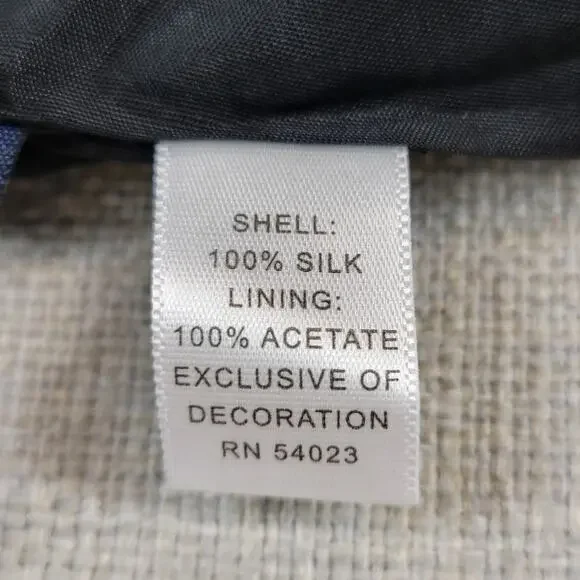 SHELL:
100% SILK
LINING:
100% ACETATE
EXCLUSIVE OF
DECORATION
RN 54023